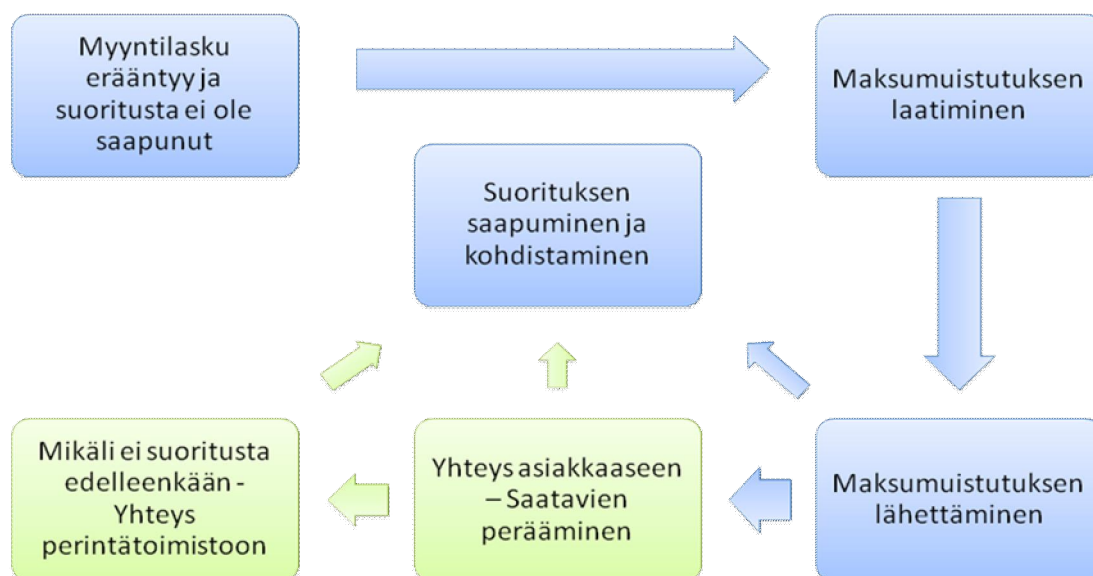 Myyntilasku
erääntyy ja
suoritusta ei ole
saapunut
Maksumuistutuksen
laatiminen
Suorituksen
saapuminen ja
kohdistaminen
Mikäli ei suoritusta
edelleenkään -
Yhteys
perintätoimistoon
Yhteys asiakkaaseen
– Saatavien
perääminen
Maksumuistutuksen
lähettäminen